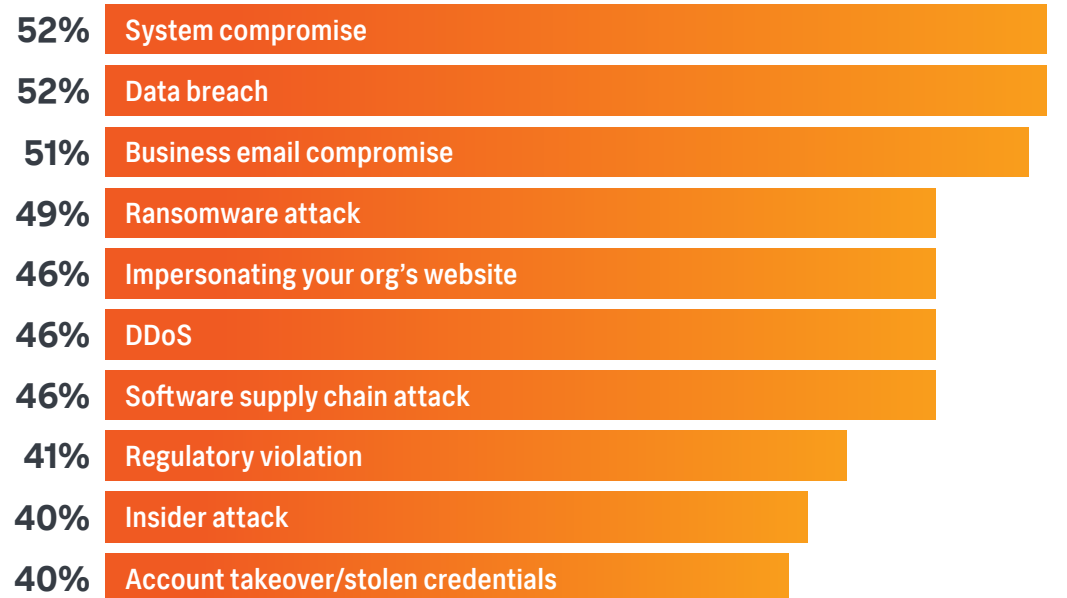 52% System compromise
52% Data breach
51% Business email compromise
49% Ransomware attack
46% Impersonating your org’s website
46% DDoS
46% Software supply chain attack
41% Regulatory violation
40% Insider attack
40% Account takeover/stolen credentials